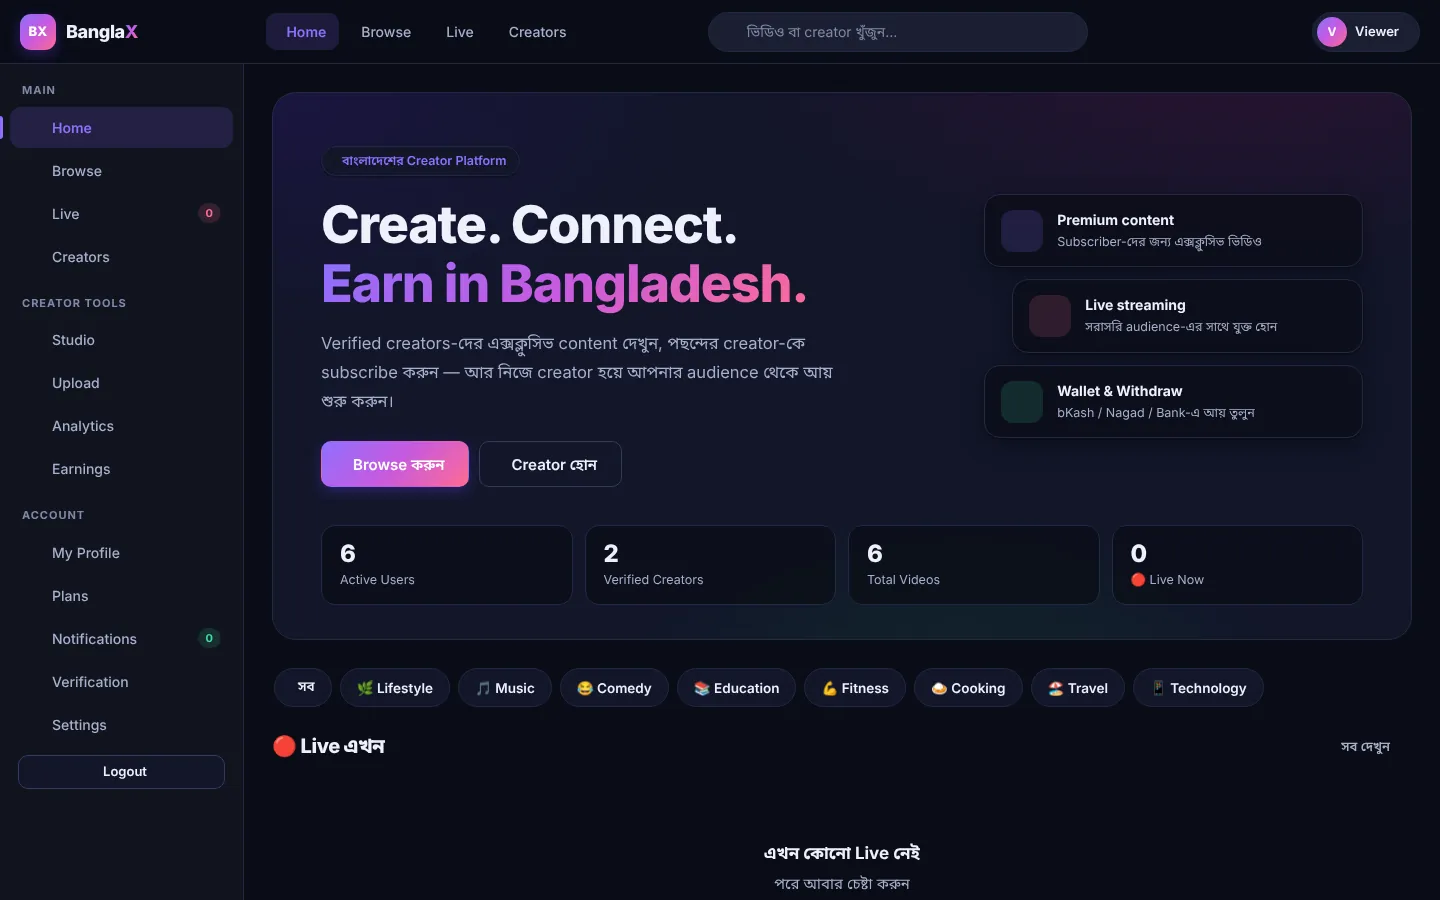 BX BanglaX
Home Browse Live Creators
ভিডিও বা creator খুঁজুন...
V Viewer
MAIN
Home
Browse
Live 0
Creators
CREATOR TOOLS
Studio
Upload
Analytics
Earnings
ACCOUNT
My Profile
Plans
Notifications 0
Verification
Settings
Logout
বাংলাদেশের Creator Platform
Create. Connect.
Earn in Bangladesh.
Verified creators-দের এক্সক্লুসিভ content দেখুন, পছন্দের creator-কে
subscribe করুন — আর নিজে creator হয়ে আপনার audience থেকে আয়
শুরু করুন।
Browse করুন Creator হোন
Premium content
Subscriber-দের জন্য এক্সক্লুসিভ ভিডিও
Live streaming
সরাসরি audience-এর সাথে যুক্ত হোন
Wallet & Withdraw
bKash / Nagad / Bank-এ আয় তুলুন
6
Active Users
2
Verified Creators
6
Total Videos
0
🔴 Live Now
সব 🌿 Lifestyle 🎵 Music 😂 Comedy 📚 Education 💪 Fitness 🍛 Cooking 🏖️ Travel 📱 Technology
🔴 Live এখন
সব দেখুন
এখন কোনো Live নেই
পরে আবার চেষ্টা করুন